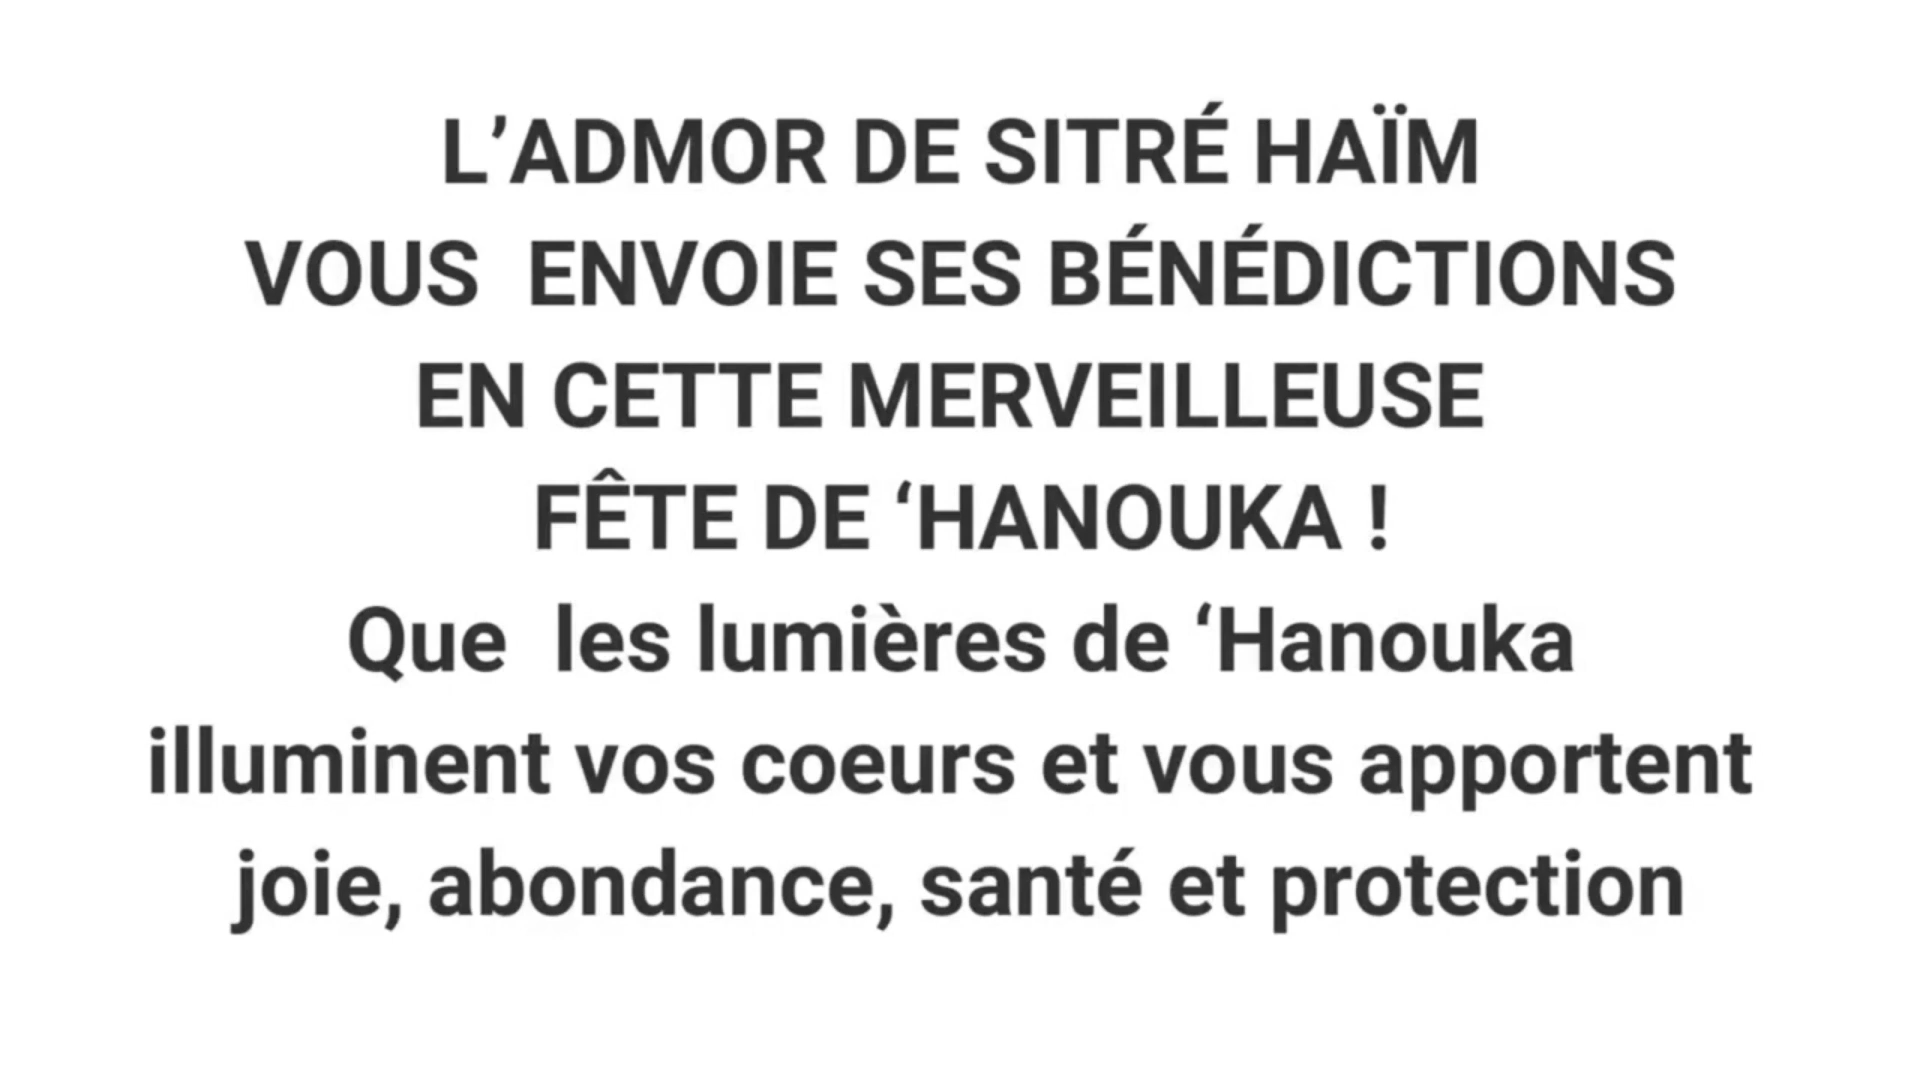 L’ADMOR DE SITRÉ HAÏM
VOUS  ENVOIE SES BÉNÉDICTIONS
EN CETTE MERVEILLEUSE
FÊTE DE ‘HANOUKA !
Que  les lumières de ‘Hanouka
illuminent vos coeurs et vous apportent
joie, abondance, santé et protection